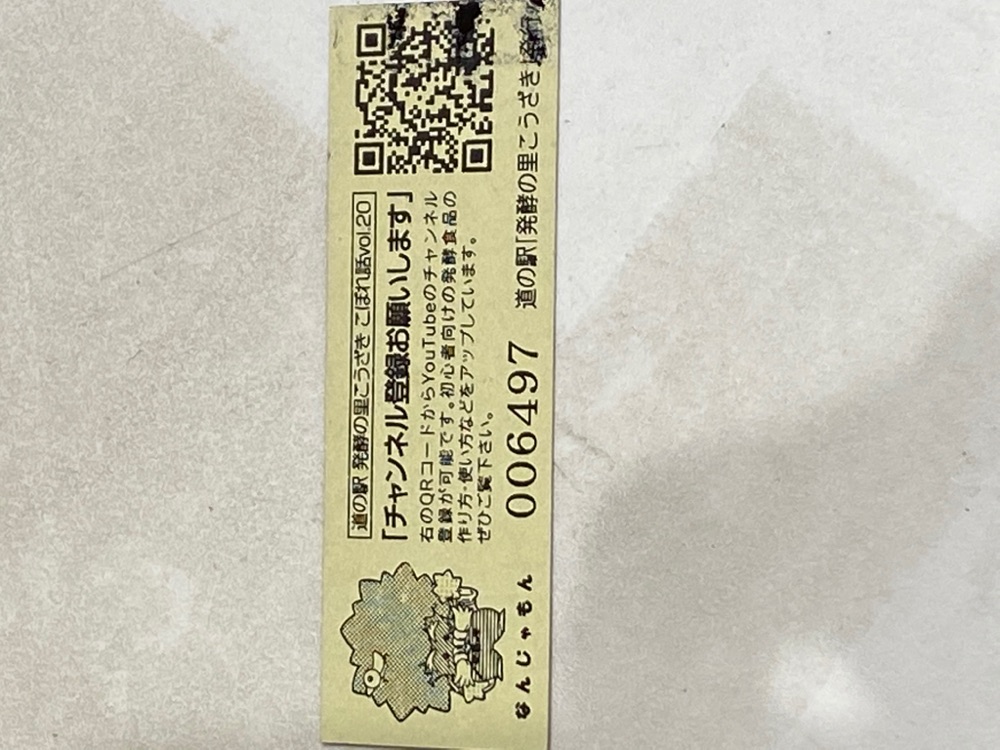 道の駅 発酵の里こうざき こぼれ話vol.20
「チャンネル登録お願いします」
右のQRコードからYouTubeのチャンネル
登録が可能です。初心者向けの発酵食品の
作り方・使い方などをアップしています。
ぜひご覧下さい。
なんじゃもん
006497
道の駅「発酵の里こうざき